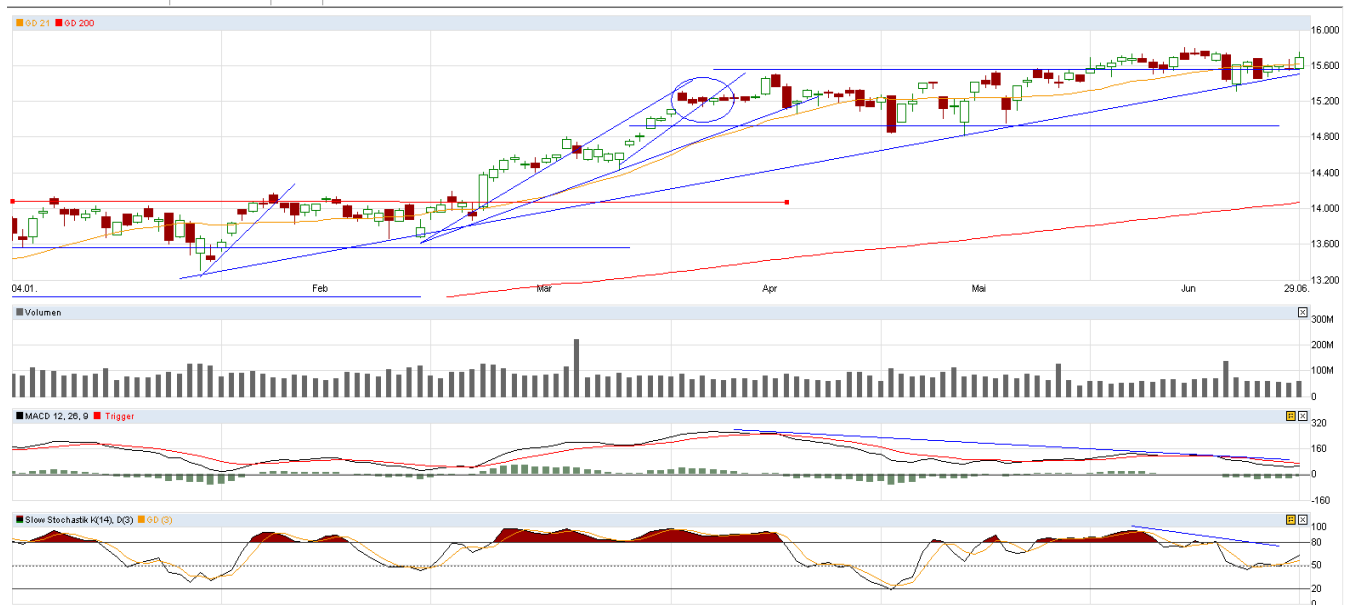 GD 21 GD 200
16.000
15.600
15.200
14.800
14.400
14.000
13.600
13.200
04.01. Feb Mär Apr Mai Jun 29.06.
Volumen
300M
200M
100M
0
MACD 12, 26, 9 Trigger
320
160
0
-160
Slow Stochastik K(14), D(3) GD (3)
100
80
50
20
0